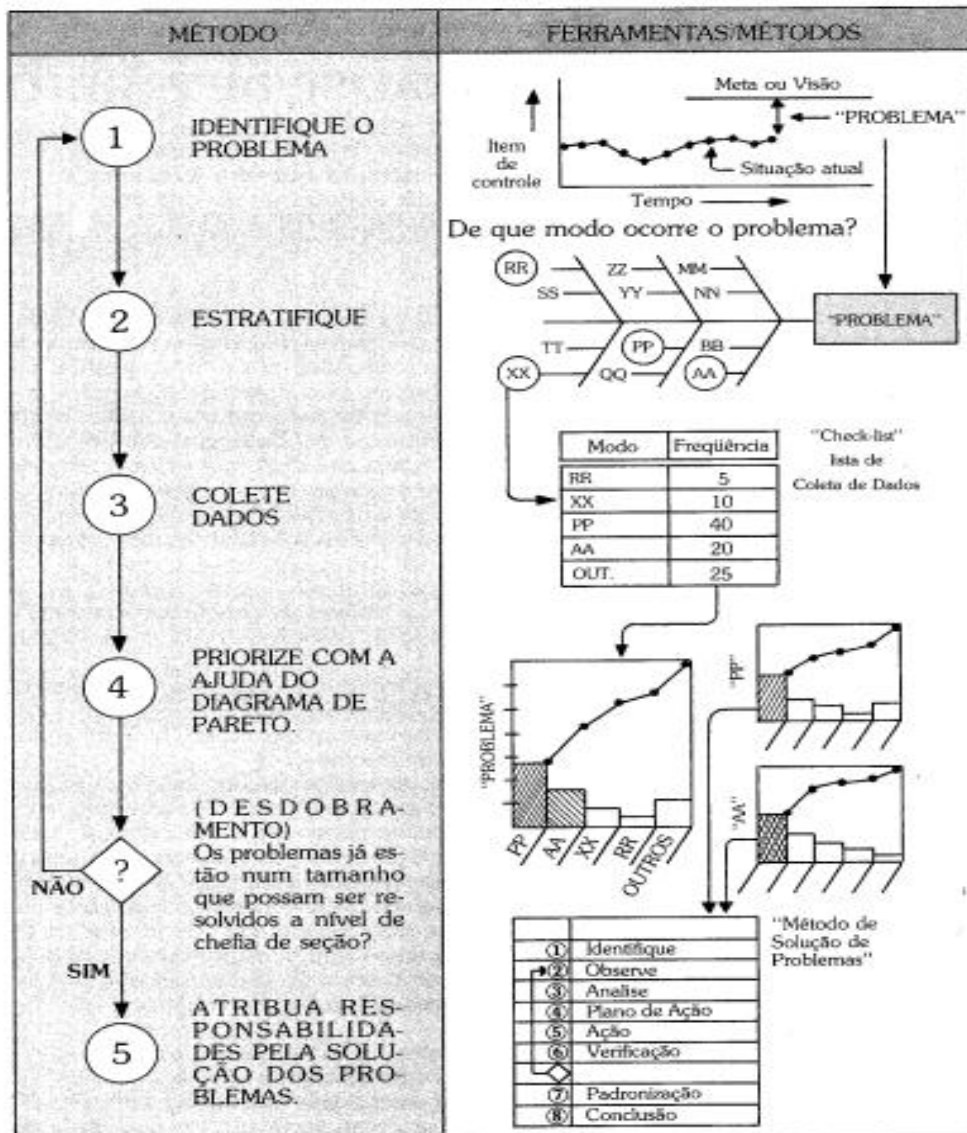 MÉTODO
FERRAMENTAS/MÉTODOS
1
IDENTIFIQUE O
PROBLEMA
2
ESTRATIFIQUE
3
COLETE
DADOS
4
PRIORIZE COM A
AJUDA DO
DIAGRAMA DE
PARETO.
(DESDOBRA-
MENTO)
Os problemas já es-
tão num tamanho
que possam ser re-
solvidos a nível de
chefia de seção?
?
NÃO
SIM
5
ATRIBUA RES-
PONSABILIDA-
DES PELA SOLU-
ÇÃO DOS PRO-
BLEMAS.
Meta ou Visão
"PROBLEMA"
Item
de
controle
Situação atual
Tempo
De que modo ocorre o problema?
RR
ZZ
MM
SS
YY
NN
"PROBLEMA"
TT
PP
BB
XX
QQ
AA
Modo Freqüência
RR 5
XX 10
PP 40
AA 20
OUT. 25
"Check-list"
lista de
Coleta de Dados
"PROBLEMA"
PP
AA
XX
RR
OUTROS
"PP"
"AA"
"Método de
Solução de
Problemas"
① Identifique
② Observe
③ Analise
④ Plano de Ação
⑤ Ação
⑥ Verificação
⑦ Padronização
⑧ Conclusão